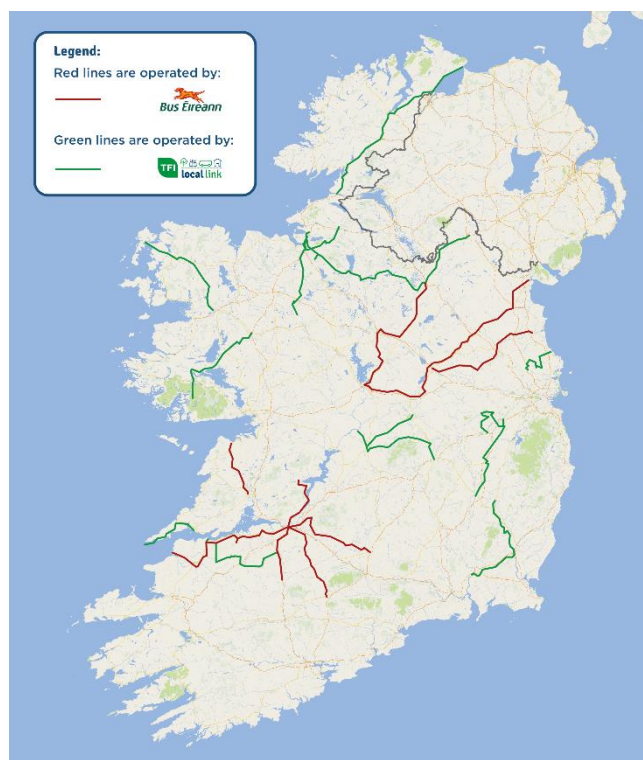 Legend:
Red lines are operated by:
Bus Éireann
Green lines are operated by:
TFI
local link